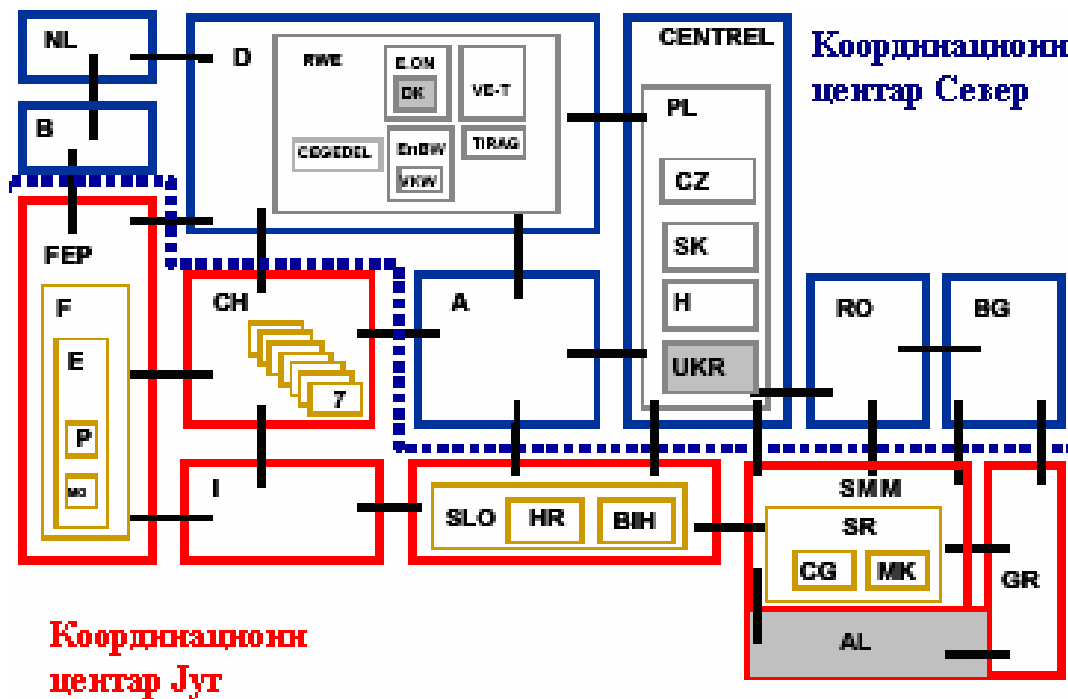 NL
D
RWE
E.ON
DK
VE-T
CENTREL
Координациони
центар Север
B
CEGEDEL
EnBW
VKW
TIRAG
PL
CZ
SK
H
UKR
FEP
F
E
P
MO
CH
7
A
RO
BG
I
SLO
HR
BIH
SMM
SR
CG
MK
GR
AL
Координациони
центар Југ